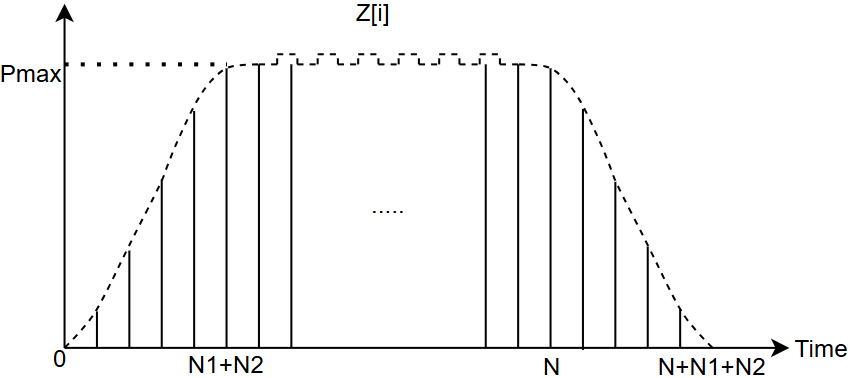 Z[i]
Pmax
.....
0
N1+N2
N
N+N1+N2
Time